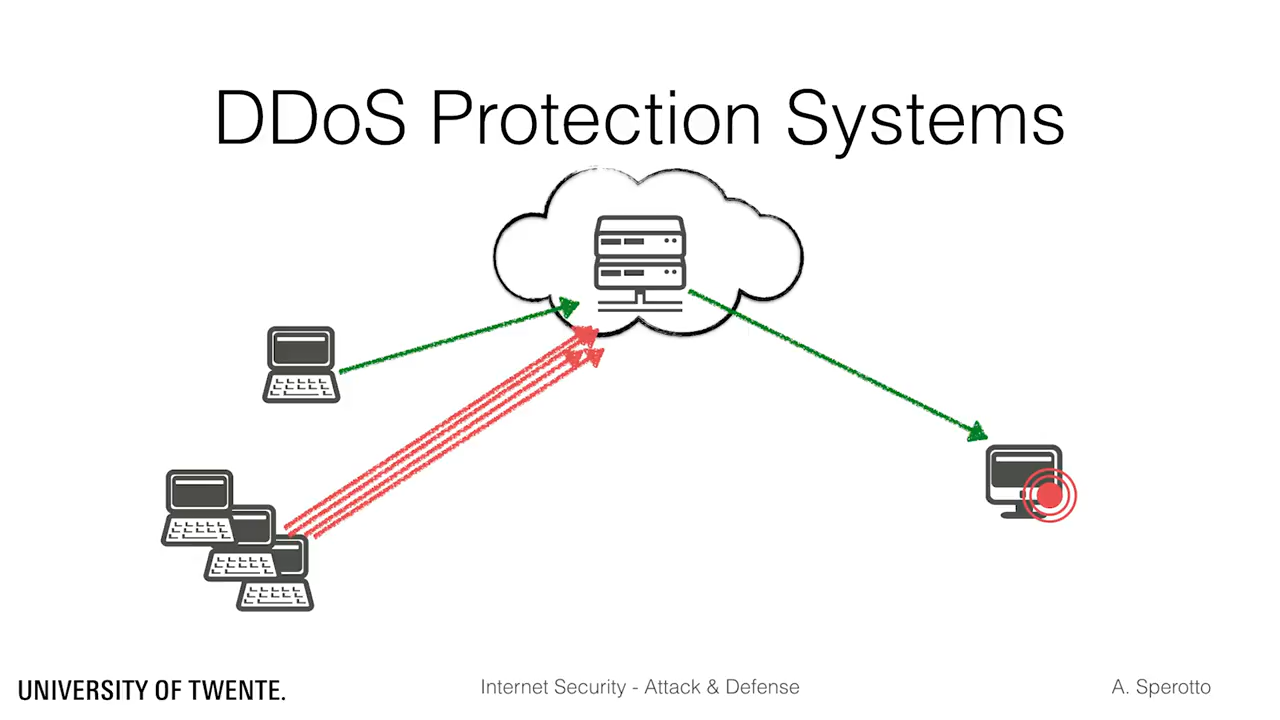 DDoS Protection Systems
UNIVERSITY OF TWENTE.
Internet Security - Attack & Defense
A. Sperotto